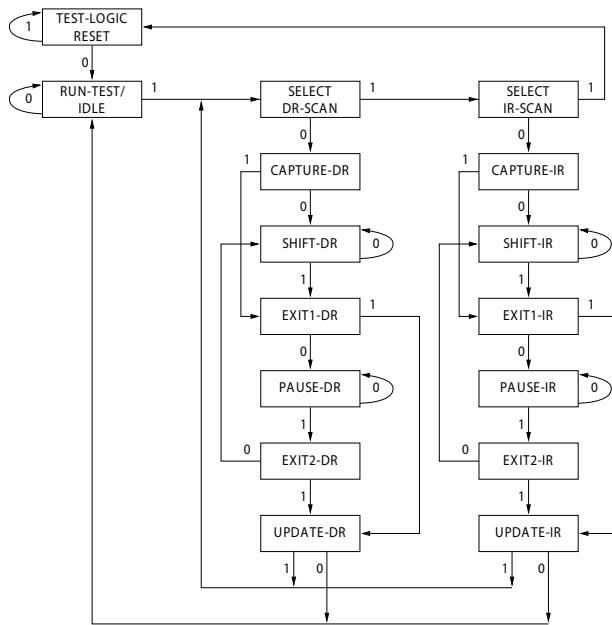 TEST-LOGIC
RESET
1
0
RUN-TEST/
IDLE
0
1
SELECT
DR-SCAN
1
SELECT
IR-SCAN
1
0
0
1
CAPTURE-DR
1
CAPTURE-IR
0
0
SHIFT-DR
0
SHIFT-IR
0
1
1
EXIT1-DR
1
EXIT1-IR
1
0
0
PAUSE-DR
0
PAUSE-IR
0
1
1
0
EXIT2-DR
0
EXIT2-IR
1
1
UPDATE-DR
UPDATE-IR
1
0
1
0